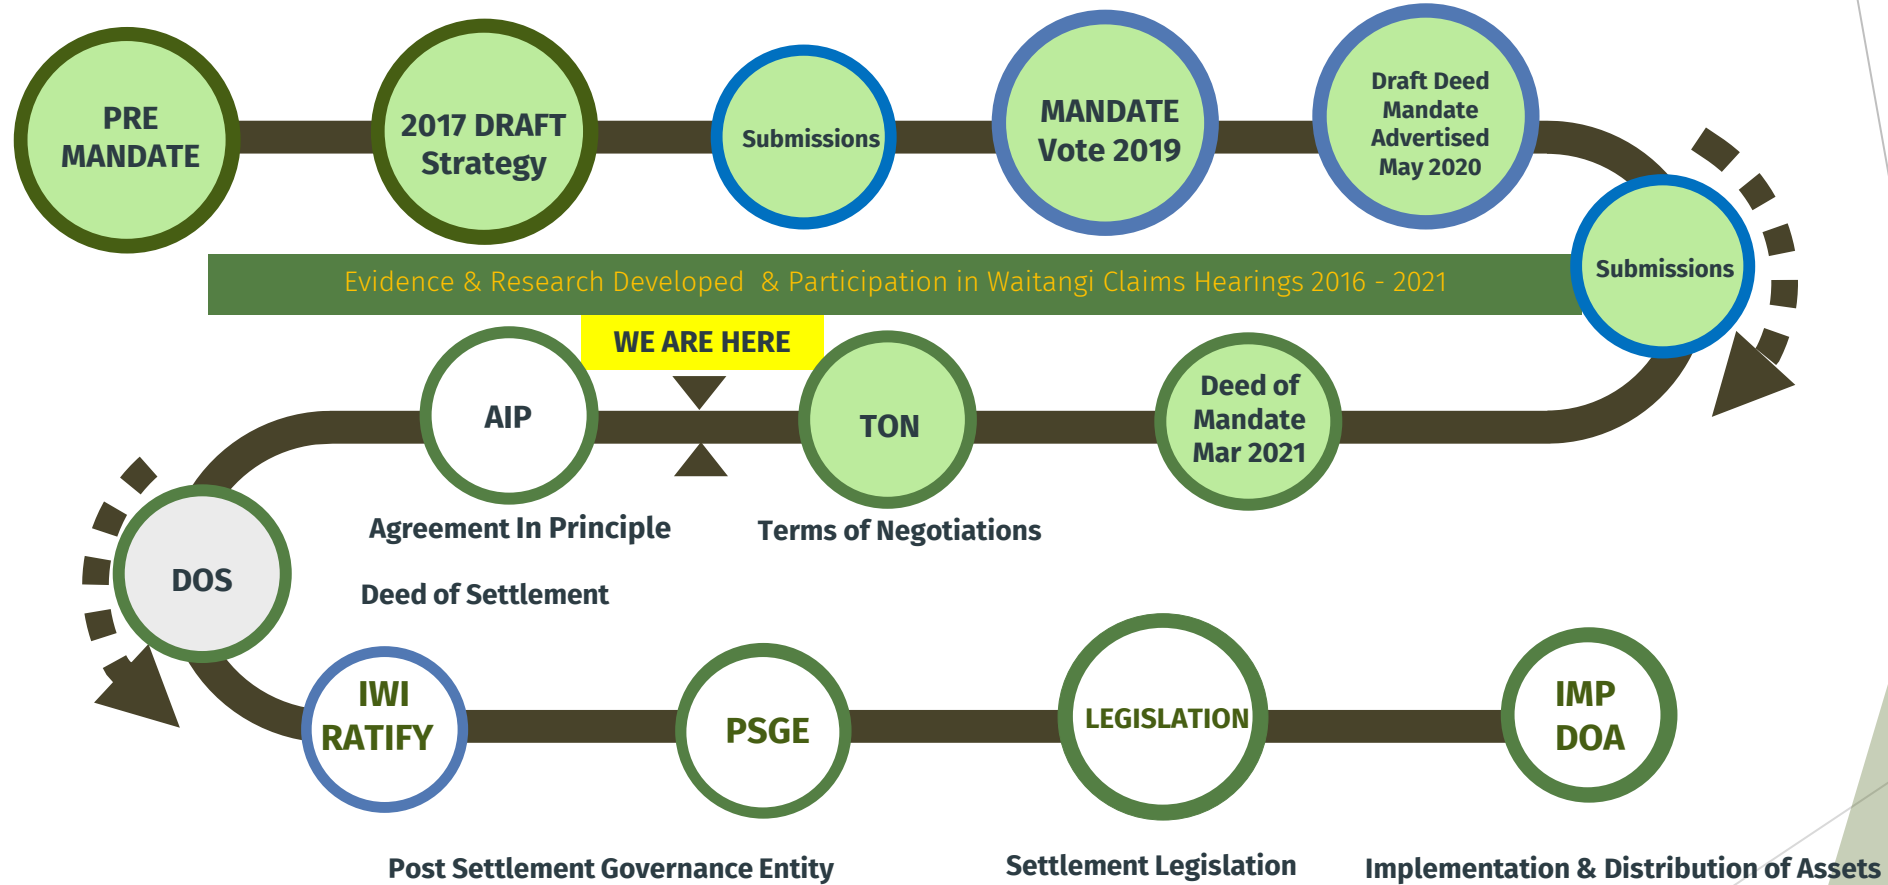 PRE
MANDATE
2017 DRAFT
Strategy
Submissions
MANDATE
Vote 2019
Draft Deed
Mandate
Advertised
May 2020
Submissions
Evidence & Research Developed & Participation in Waitangi Claims Hearings 2016 - 2021
WE ARE HERE
Deed of
Mandate
Mar 2021
TON
AIP
Terms of Negotiations
Agreement In Principle
DOS
Deed of Settlement
IWI
RATIFY
PSGE
LEGISLATION
IMP
DOA
Post Settlement Governance Entity
Settlement Legislation
Implementation & Distribution of Assets